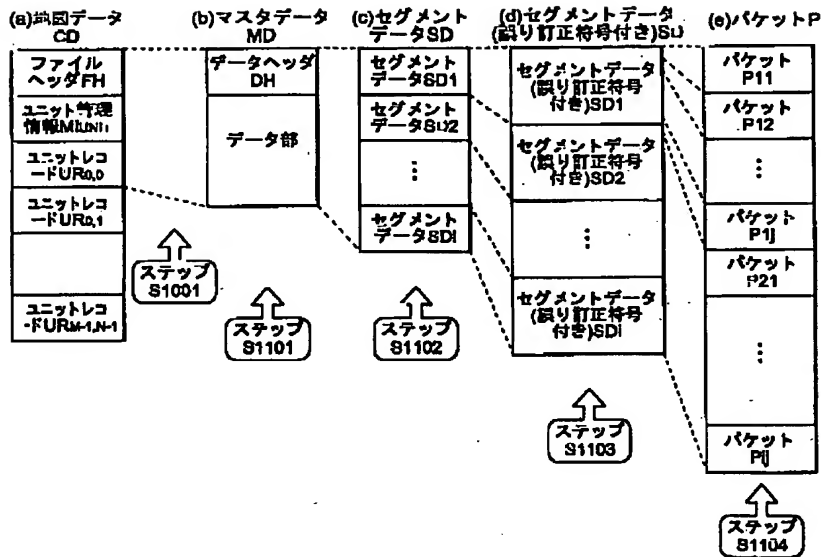 (a)地図データ
CD
ファイル
ヘッダFH
ユニット管理
情報MIUNIT
ユニットレコ
ードUR0,0
ユニットレコ
ードUR0,1
ユニットレコ
ードURM-1,N-1
ステップ
S1001
(b)マスタデータ
MD
データヘッダ
DH
データ部
ステップ
S1101
(c)セグメント
データSD
セグメント
データSD1
セグメント
データSD2
⋮
セグメント
データSDi
ステップ
S1102
(d)セグメントデータ
(誤り訂正符号付き)SD
セグメントデータ
(誤り訂正符号
付き)SD1
セグメントデータ
(誤り訂正符号
付き)SD2
⋮
セグメントデータ
(誤り訂正符号
付き)SDi
ステップ
S1103
(e)パケットP
パケット
P11
パケット
P12
⋮
パケット
P1j
パケット
P21
⋮
⋮
パケット
Pij
ステップ
S1104